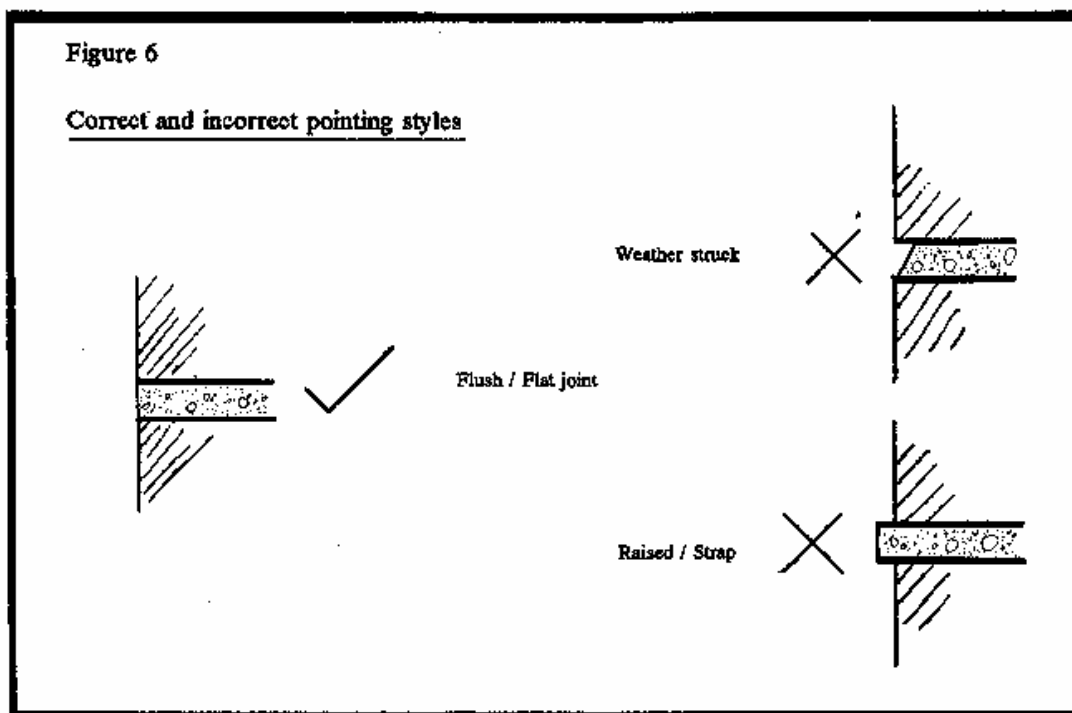 Figure 6
Correct and incorrect pointing styles
Weather struck
Flush / Flat joint
Raised / Strap